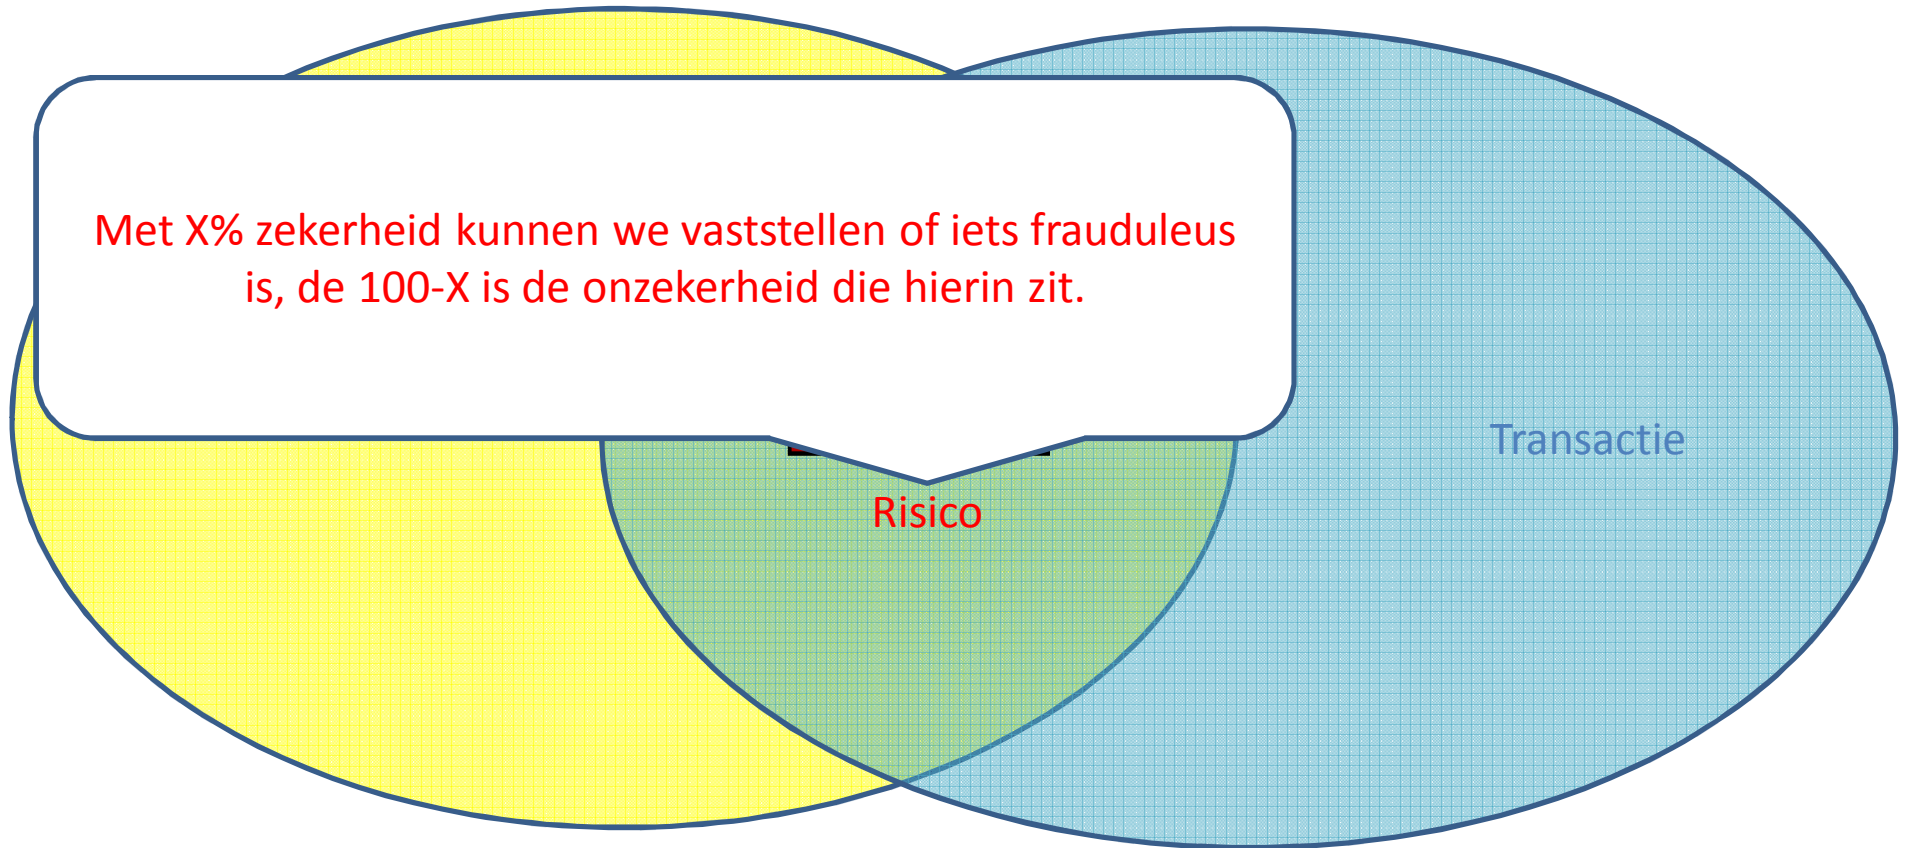 Met X% zekerheid kunnen we vaststellen of iets frauduleus
is, de 100-X is de onzekerheid die hierin zit.
Transactie
Risico